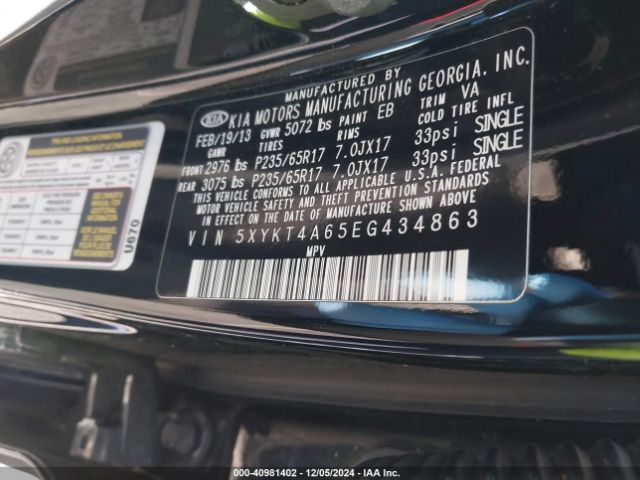 MANUFACTURED BY
KIA KIA MOTORS MANUFACTURING GEORGIA, INC.
FEB/19/13 GVWR 5072 lbs PAINT EB TRIM VA
GAWR TIRES RIMS COLD TIRE INFL
FRONT 2976 lbs P235/65R17 7.0JX17 33psi SINGLE
REAR 3075 lbs P235/65R17 7.0JX17 33psi SINGLE
THIS VEHICLE CONFORMS TO ALL APPLICABLE U.S.A. FEDERAL
MOTOR VEHICLE SAFETY AND THEFT PREVENTION STANDARDS
IN EFFECT ON THE DATE OF MANUFACTURE SHOWN ABOVE.
VIN 5XYKT4A65EG434863
MPV
U670
000-40981402 - 12/05/2024 - IAA Inc.